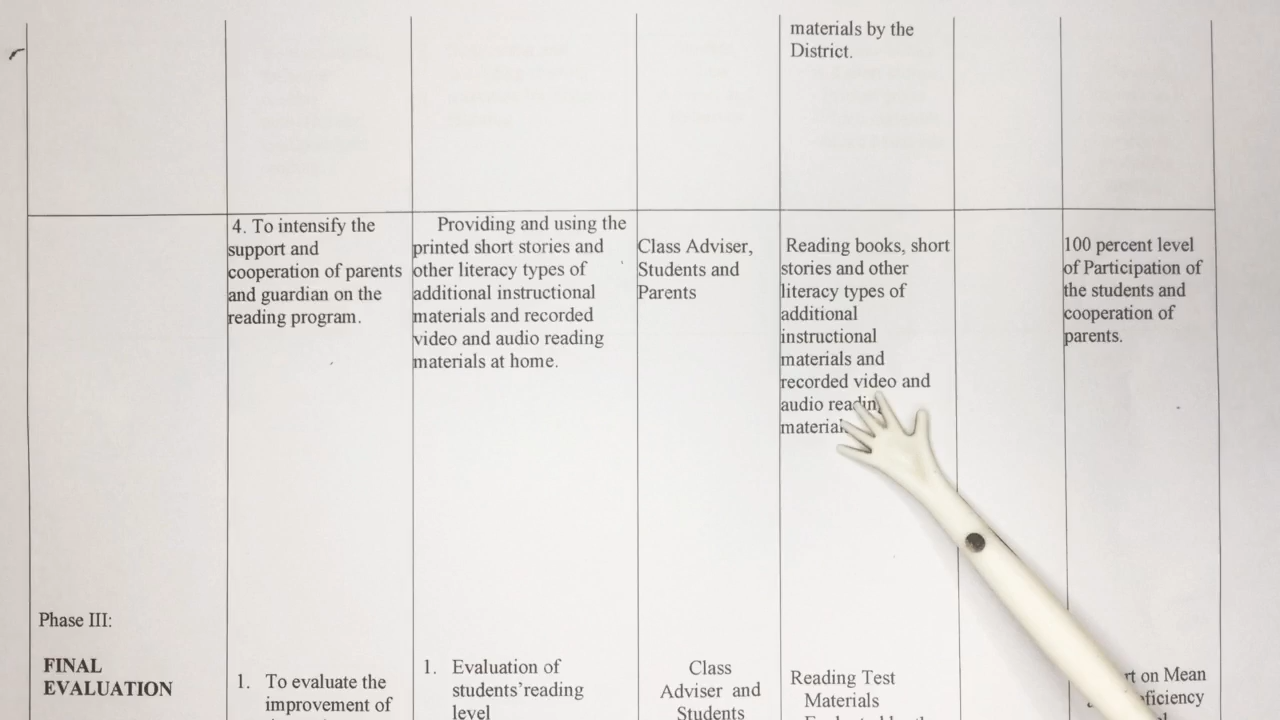 materials by the
District.
4. To intensify the
support and
cooperation of parents
and guardian on the
reading program.
Providing and using the
printed short stories and
other literacy types of
additional instructional
materials and recorded
video and audio reading
materials at home.
Class Adviser,
Students and
Parents
Reading books, short
stories and other
literacy types of
additional
instructional
materials and
recorded video and
audio
100 percent level
of Participation of
the students and
cooperation of
parents.
Phase III:
FINAL
EVALUATION
1. To evaluate the
improvement of
1. Evaluation of
students'reading
level
Class
Adviser and
Students
Reading Test
Materials
on Mean